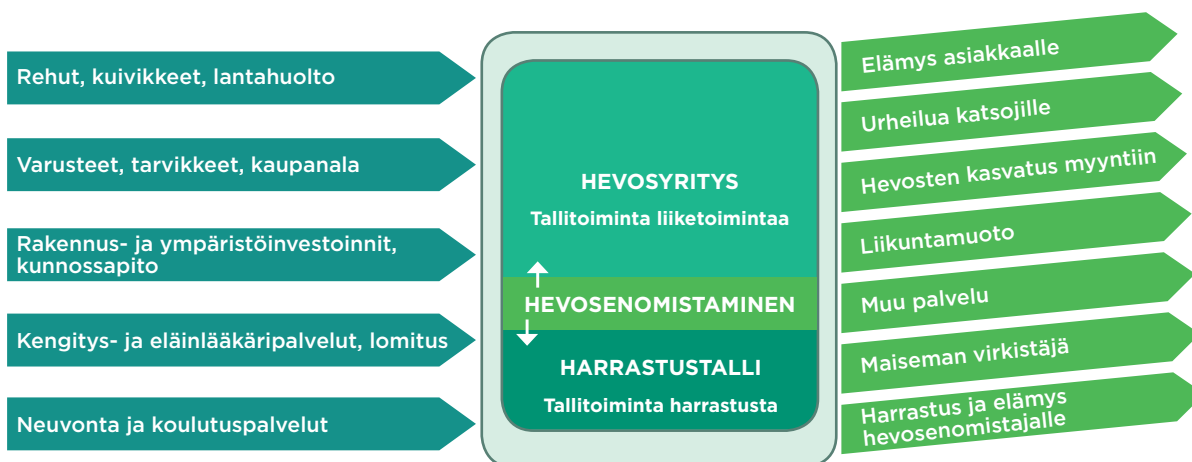 Rehut, kuivikkeet, lantahuolto
Varusteet, tarvikkeet, kaupanala
Rakennus- ja ympäristöinvestoinnit,
kunnossapito
Kengitys- ja eläinlääkäripalvelut, lomitus
Neuvonta ja koulutuspalvelut
HEVOSYRITYS
Tallitoiminta liiketoimintaa
HEVOSENOMISTAMINEN
HARRASTUSTALLI
Tallitoiminta harrastusta
Elämys asiakkaalle
Urheilua katsojille
Hevosten kasvatus myyntiin
Liikuntamuoto
Muu palvelu
Maiseman virkistäjä
Harrastus ja elämys
hevosenomistajalle